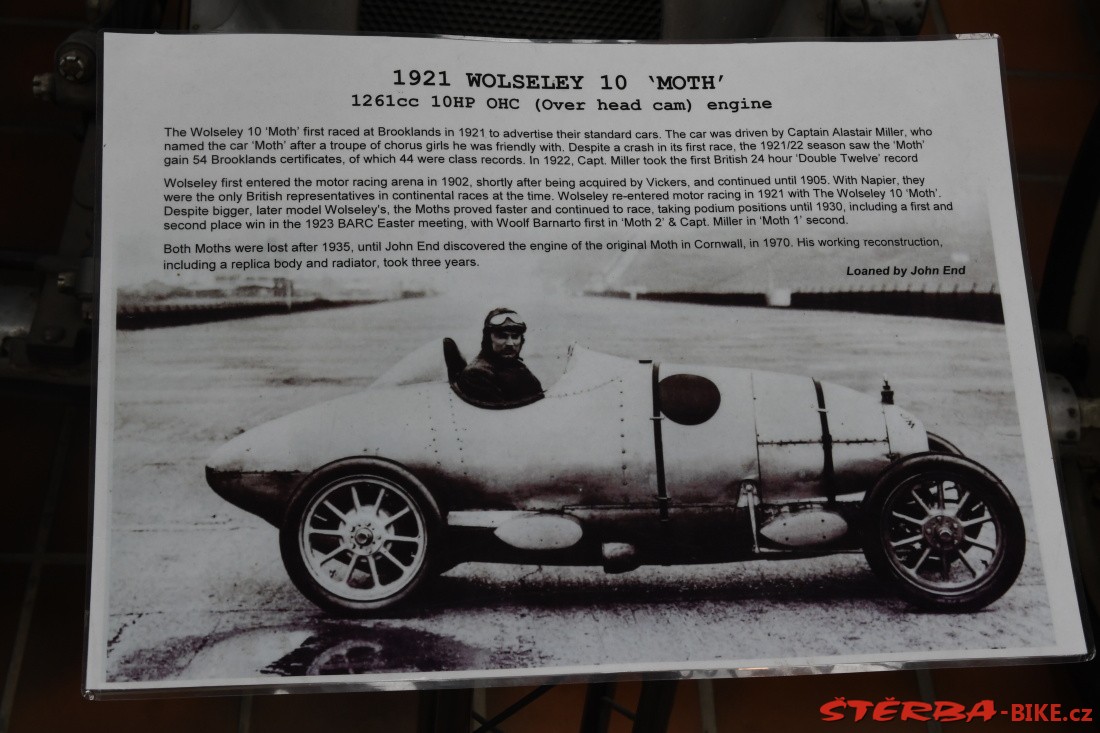 1921 WOLSELEY 10 ‘MOTH’
1261cc 10HP OHC (Over head cam) engine
The Wolseley 10 ‘Moth’ first raced at Brooklands in 1921 to advertise their standard cars. The car was driven by Captain Alastair Miller, who
named the car ‘Moth’ after a troupe of chorus girls he was friendly with. Despite a crash in its first race, the 1921/22 season saw the ‘Moth’
gain 54 Brooklands certificates, of which 44 were class records. In 1922, Capt. Miller took the first British 24 hour ‘Double Twelve’ record
Wolseley first entered the motor racing arena in 1902, shortly after being acquired by Vickers, and continued until 1905. With Napier, they
were the only British representatives in continental races at the time. Wolseley re-entered motor racing in 1921 with The Wolseley 10 ‘Moth’.
Despite bigger, later model Wolseley's, the Moths proved faster and continued to race, taking podium positions until 1930, including a first and
second place win in the 1923 BARC Easter meeting, with Woolf Barnarto first in ‘Moth 2’ & Capt. Miller in ‘Moth 1’ second.
Both Moths were lost after 1935, until John End discovered the engine of the original Moth in Cornwall, in 1970. His working reconstruction,
including a replica body and radiator, took three years.
Loaned by John End
ŠTĚRBA-BIKE.cz